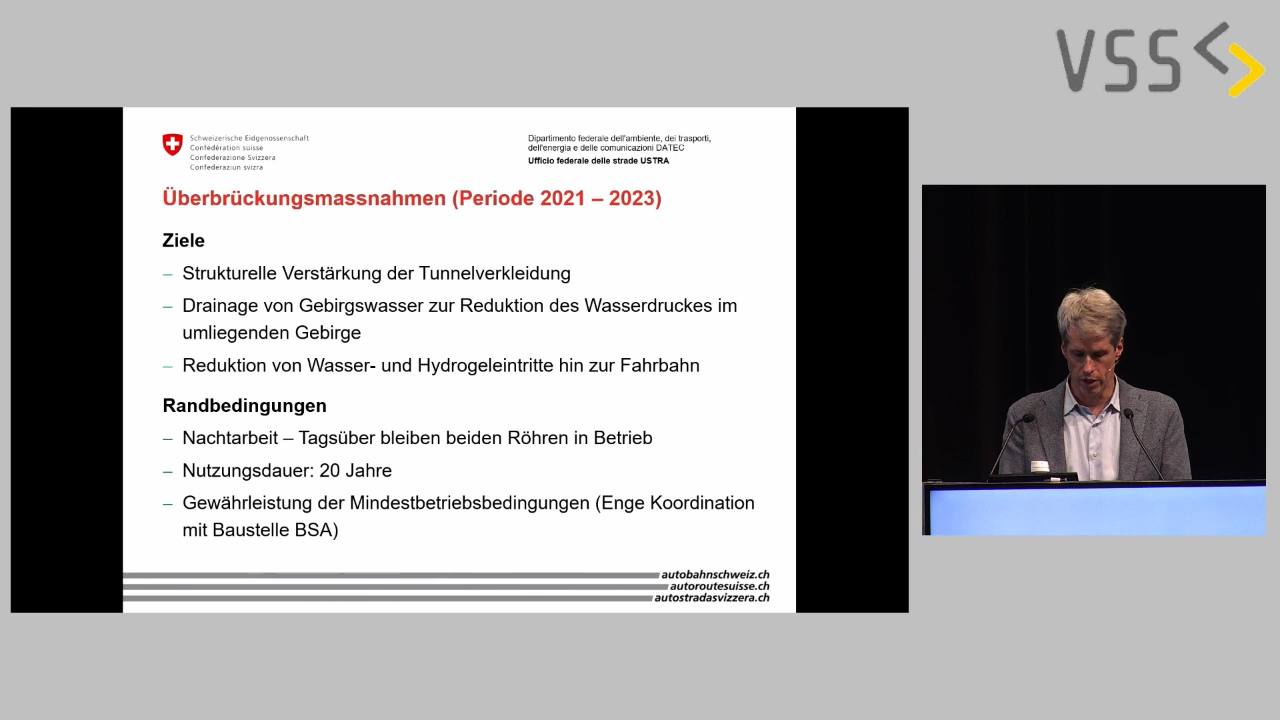 VSS
Schweizerische Eidgenossenschaft
Confédération suisse
Confederazione Svizzera
Confederaziun svizra
Dipartimento federale dell'ambiente, dei trasporti,
dell'energia e delle comunicazioni DATEC
Ufficio federale delle strade USTRA
Überbrückungsmassnahmen (Periode 2021 – 2023)
Ziele
– Strukturelle Verstärkung der Tunnelverkleidung
– Drainage von Gebirgswasser zur Reduktion des Wasserdruckes im
umliegenden Gebirge
– Reduktion von Wasser- und Hydrogeleintritte hin zur Fahrbahn
Randbedingungen
– Nachtarbeit – Tagsüber bleiben beiden Röhren in Betrieb
– Nutzungsdauer: 20 Jahre
– Gewährleistung der Mindestbetriebsbedingungen (Enge Koordination
mit Baustelle BSA)
autobahnschweiz.ch
autoroutesuisse.ch
autostradasvizzera.ch